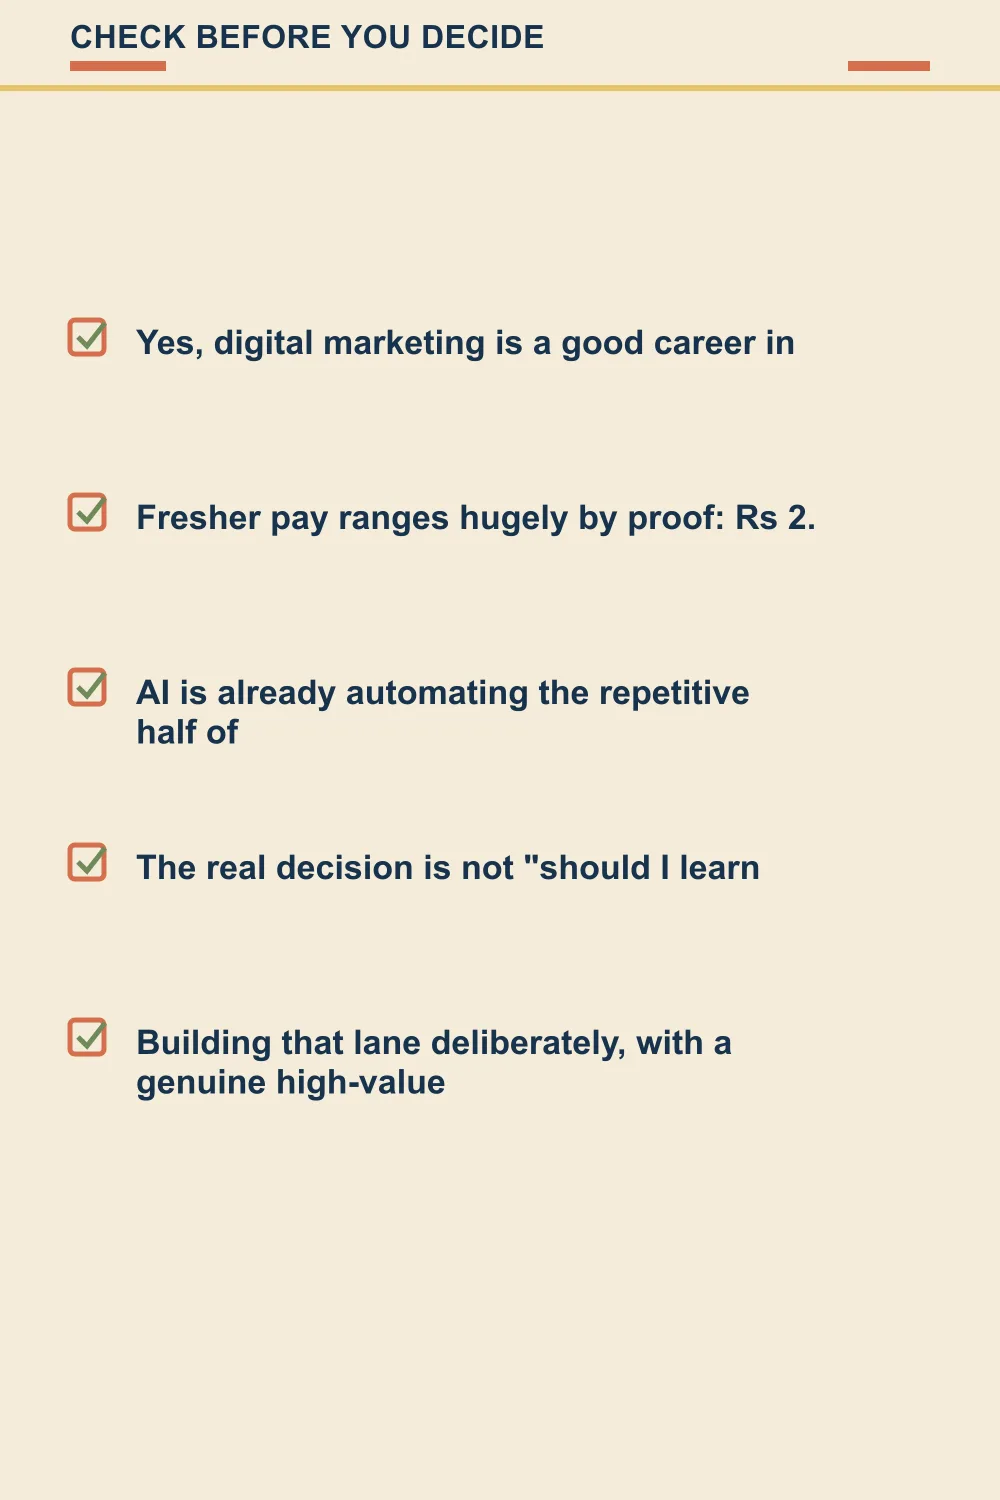 CHECK BEFORE YOU DECIDE
Yes, digital marketing is a good career in
Fresher pay ranges hugely by proof: Rs 2.
AI is already automating the repetitive
half of
The real decision is not "should I learn
Building that lane deliberately, with a
genuine high-value